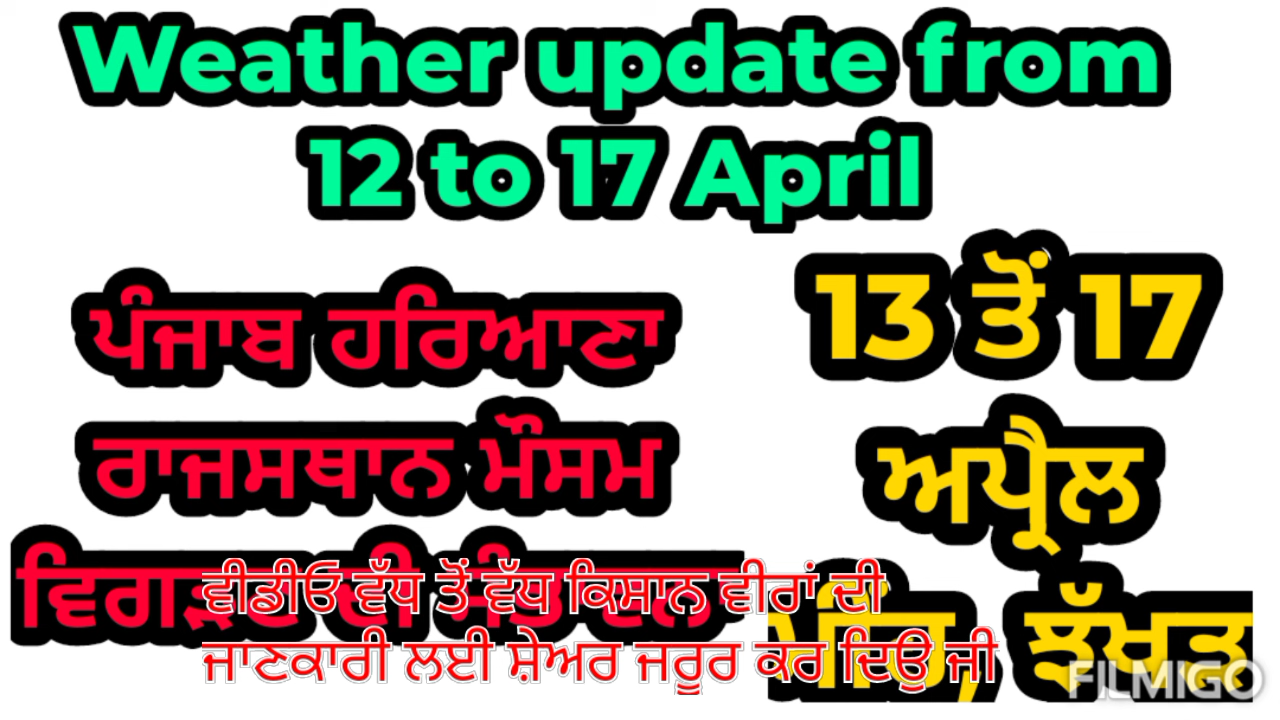 Weather update from
12 to 17 April
ਪੰਜਾਬ ਹਰਿਆਣਾ
ਰਾਜਸਥਾਨ ਮੌਸਮ
13 ਤੋਂ 17
ਅਪ੍ਰੈਲ
ਝੱਖੜ
ਵੀਡੀਓ ਵੱਧ ਤੋਂ ਵੱਧ ਕਿਸਾਨ ਵੀਰਾਂ ਦੀ
ਜਾਣਕਾਰੀ ਲਈ ਸ਼ੇਅਰ ਜਰੂਰ ਕਰ ਦਿਉ ਜੀ
FILMIGO